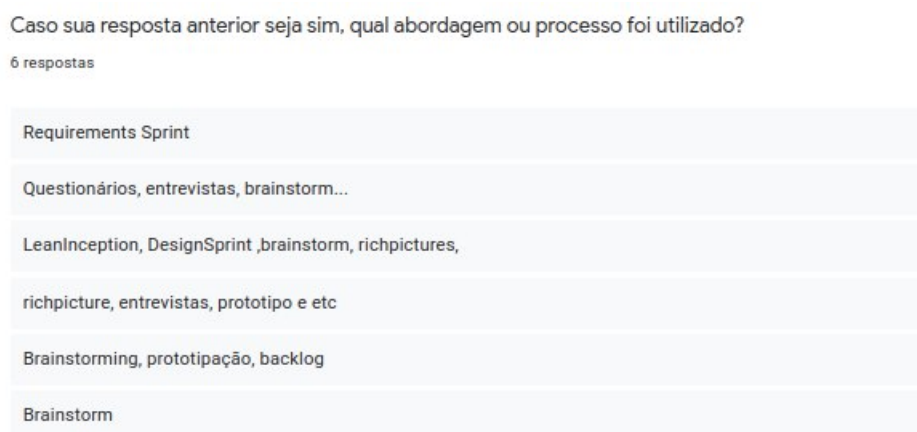 Caso sua resposta anterior seja sim, qual abordagem ou processo foi utilizado?
6 respostas
Requirements Sprint
Questionários, entrevistas, brainstorm...
LeanInception, DesignSprint ,brainstorm, richpictures,
richpicture, entrevistas, prototipo e etc
Brainstorming, prototipação, backlog
Brainstorm